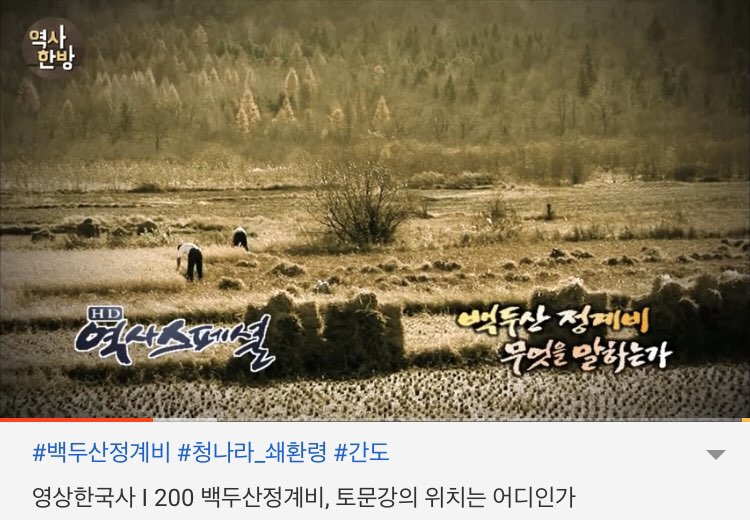 역사
한방
HD
역사스페셜
백두산 정계비
무엇을 말하는가
#백두산정계비 #청나라_쇄환령 #간도
영상한국사 I 200 백두산정계비, 토문강의 위치는 어디인가